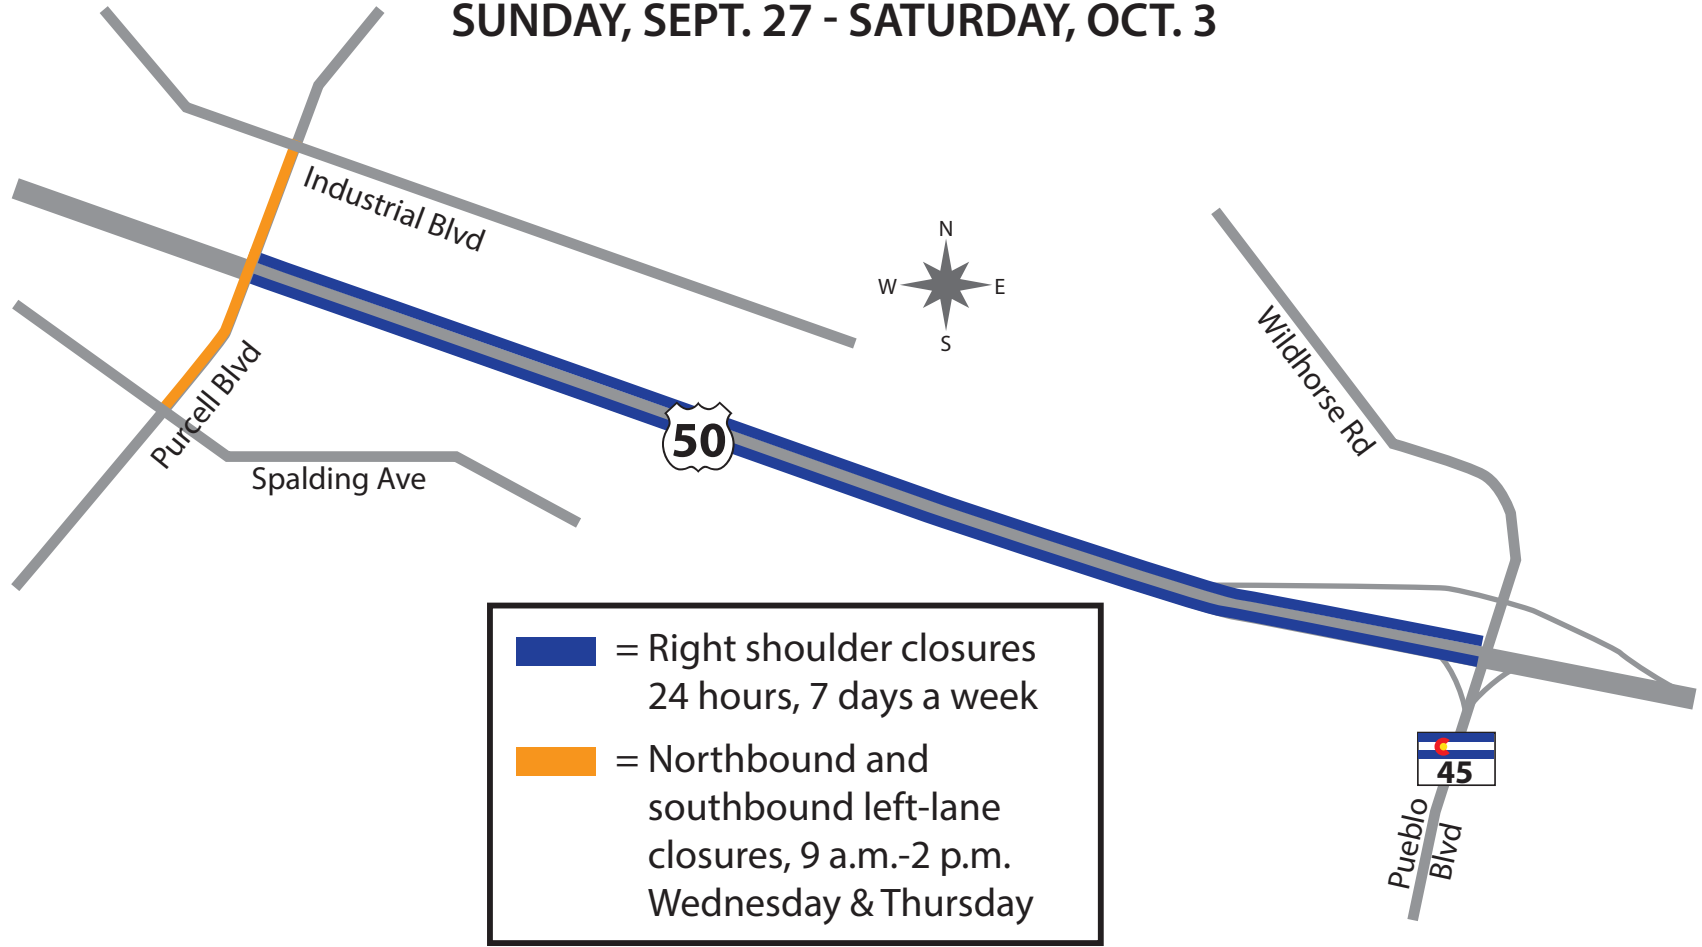 SUNDAY, SEPT. 27 - SATURDAY, OCT. 3
Industrial Blvd
N
W
E
S
Wildhorse Rd
Purcell Blvd
50
Spalding Ave
= Right shoulder closures
24 hours, 7 days a week
= Northbound and
southbound left-lane
closures, 9 a.m.-2 p.m.
Wednesday & Thursday
45
Pueblo
Blvd